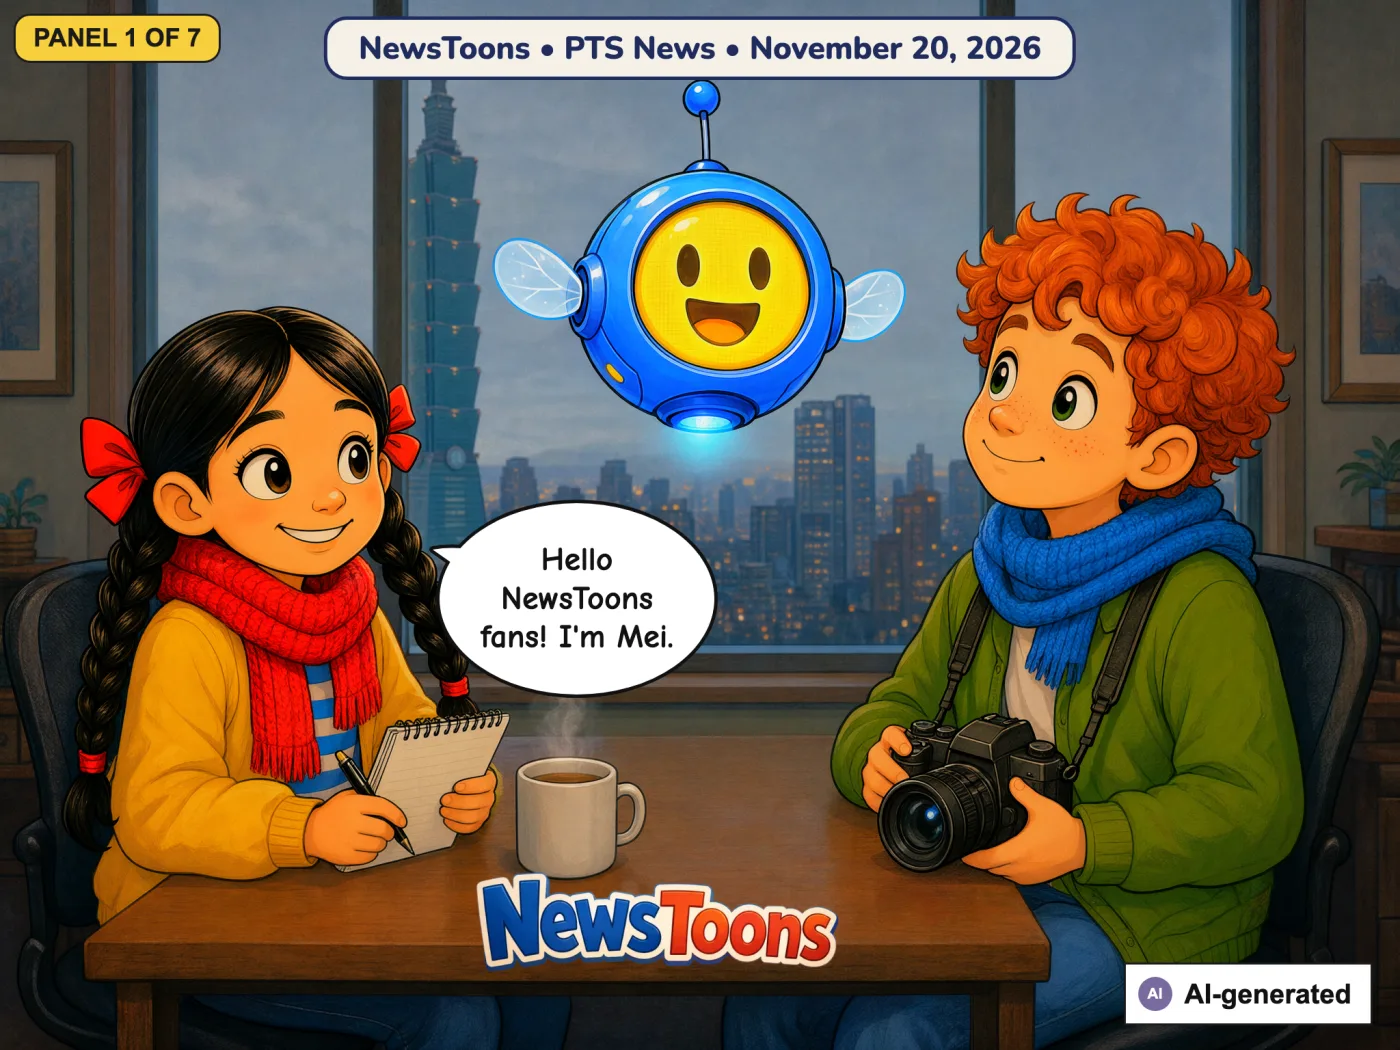 PANEL 1 OF 7
NewsToons • PTS News • November 20, 2026
Hello
NewsToons
fans! I'm Mei.
NewsToons
AI AI-generated